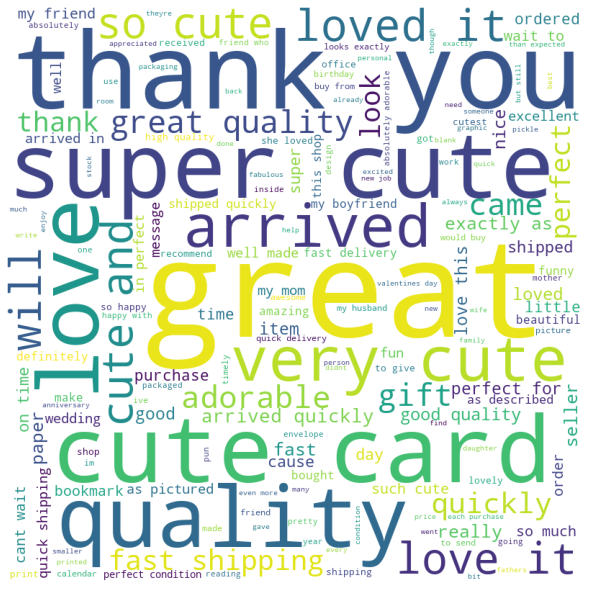 my friend
so cute
loved it
ordered
absolutely
appreciated
theyre
friend who
looks exactly
though
exactly
than expected
received
wait to
thank you
well
packaging
office
personal
use
birthday
buy from
back
already
but still
best
room
thank
great quality
look
nice
need
someone
cutest
excellent
arrived in
high quality
she loved
absolutely adorable
graphic
pickle
done
got
blank
super cute
stock
fabulous
super
this shop
design
excited
new job
work
quick
perfect
much
inside
shipped quickly
my boyfriend
always
came
enjoy
write
love
cute and
in perfect
message
arrived
help
exactly as
will
one
recommend
well made
fast delivery
would buy
shipped
great
my mom
valentines day
love this
mother
funny
so happy
time
awesome
my husband
new
loved
little
happy with
amazing
item
quick delivery
wife
beautiful
definitely
timely
very cute
person
didnt
family
picture
on time
purchase
fun
to give
make
packaged
adorable
gift
perfect for
anniversary
ive
as described
paper
wedding
good
arrived quickly
good quality
seller
shop
im
pun
envelope
find
cute card
fast
cause
day
daughter
order
bought
lovely
cant wait
quick shipping
bookmark
as pictured
even more
many
such cute
quickly
friend
price
each purchase
smaller
made
gave
pretty
year
every
condition
went
really
so much
to send
going
quality
print
printed
calendar
perfect condition
reading
fast shipping
shipping
love it
fathers
bit